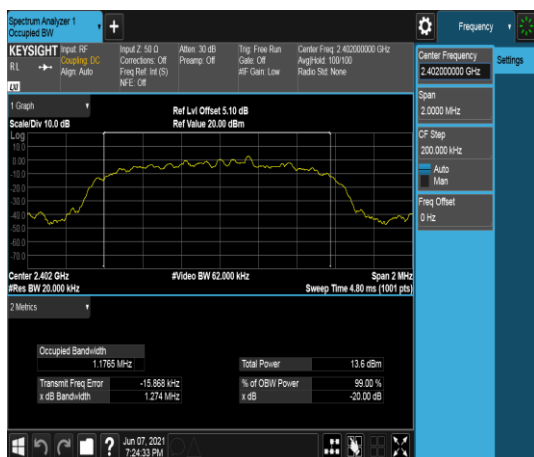 Spectrum Analyzer 1
Occupied BW
+
Frequency
KEYSIGHT
RL
LXI
Input: RF
Coupling: DC
Align: Auto
Input Z: 50 Ω
Corrections: Off
Freq Ref: Int (S)
NFE: Off
Atten: 30 dB
Preamp: Off
Trig: Free Run
Gate: Off
#IF Gain: Low
Center Freq: 2.402000000 GHz
Avg|Hold: 100/100
Radio Std: None
Center Frequency
2.402000000 GHz
Settings
Span
2.0000 MHz
CF Step
200.000 kHz
Auto
Man
Freq Offset
0 Hz
1 Graph
Scale/Div 10.0 dB
Ref Lvl Offset 5.10 dB
Ref Value 20.00 dBm
Log
10.0
0.00
-10.0
-20.0
-30.0
-40.0
-50.0
-60.0
-70.0
Center 2.402 GHz
#Res BW 20.000 kHz
#Video BW 62.000 kHz
Span 2 MHz
Sweep Time 4.80 ms (1001 pts)
2 Metrics
Occupied Bandwidth
1.1765 MHz
Total Power 13.6 dBm
Transmit Freq Error -15.868 kHz
% of OBW Power 99.00 %
x dB Bandwidth 1.274 MHz
x dB -20.00 dB
?
Jun 07, 2021
7:24:33 PM